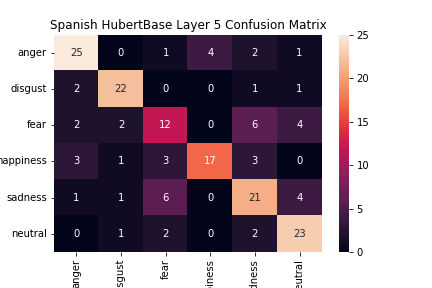 Spanish HubertBase Layer 5 Confusion Matrix
anger 25 0 1 4 2 1
disgust 2 22 0 0 1 1
fear 2 2 12 0 6 4
happiness 3 1 3 17 3 0
sadness 1 1 6 0 21 4
neutral 0 1 2 0 2 23
anger sgust fear piness dness eutral
25
20
15
10
5
0